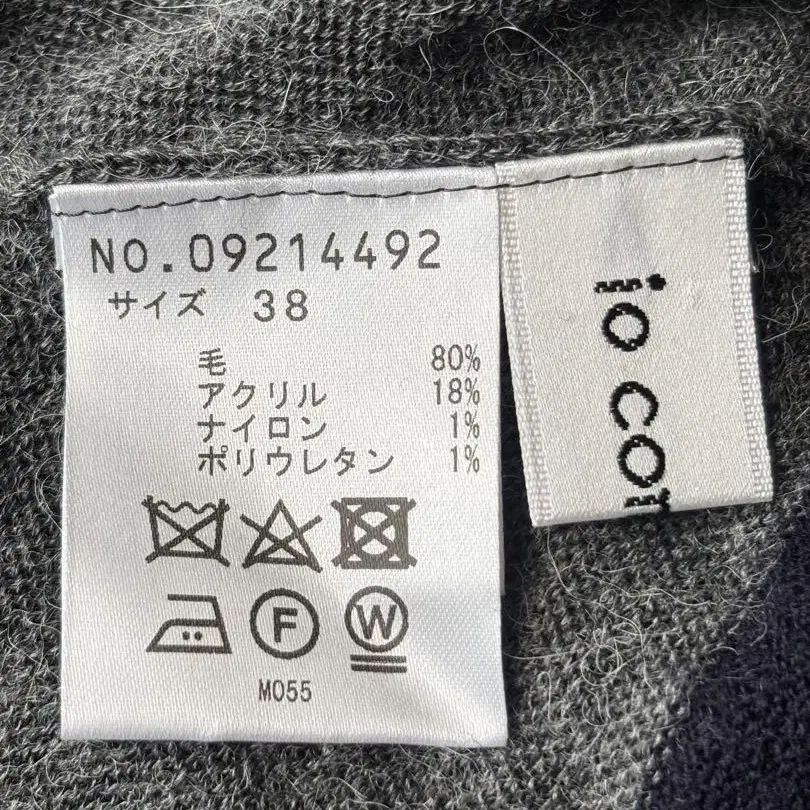 NO.09214492
サイズ 38
毛 80%
アクリル 18%
ナイロン 1%
ポリウレタン 1%
F
W
M055
io